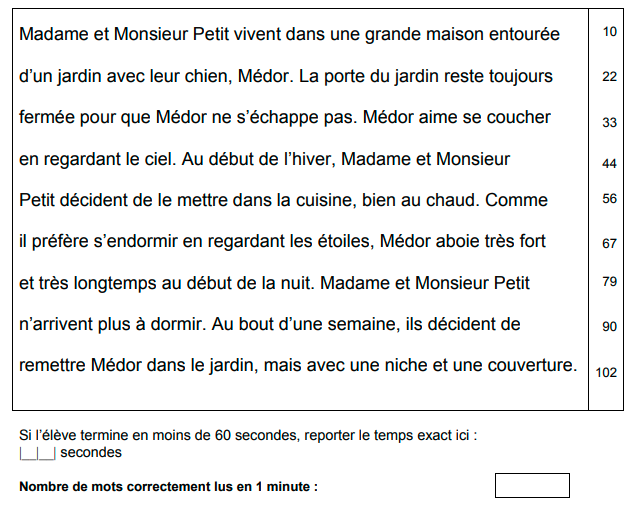 Madame et Monsieur Petit vivent dans une grande maison entourée 10
d’un jardin avec leur chien, Médor. La porte du jardin reste toujours 22
fermée pour que Médor ne s’échappe pas. Médor aime se coucher 33
en regardant le ciel. Au début de l’hiver, Madame et Monsieur 44
Petit décident de le mettre dans la cuisine, bien au chaud. Comme 56
il préfère s’endormir en regardant les étoiles, Médor aboie très fort 67
et très longtemps au début de la nuit. Madame et Monsieur Petit 79
n’arrivent plus à dormir. Au bout d’une semaine, ils décident de 90
remettre Médor dans le jardin, mais avec une niche et une couverture. 102
Si l’élève termine en moins de 60 secondes, reporter le temps exact ici :
|__|__| secondes
Nombre de mots correctement lus en 1 minute :